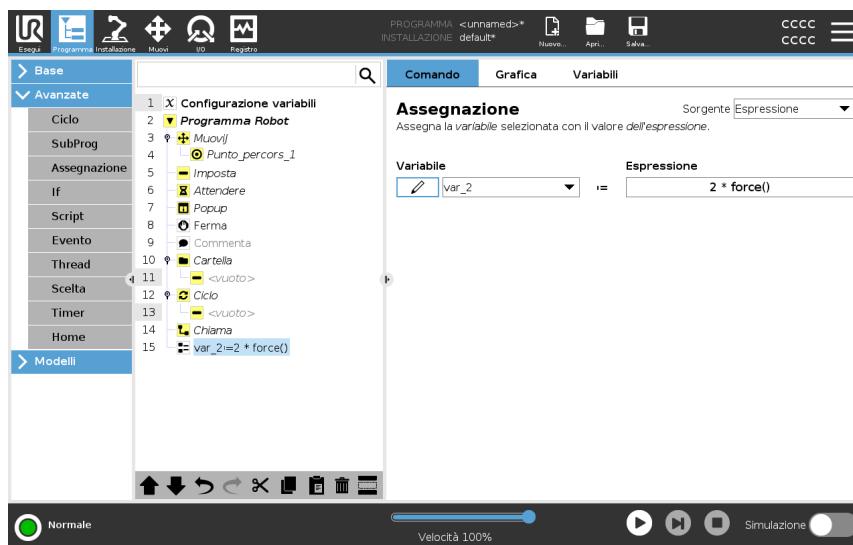 UR
PROGRAMMA <unnamed>*
INSTALLAZIONE default*
CCCC
CCCC
Esegui Programma Installazione Muovi I/O Registro Nuovo... Apri... Salva...
Base
Avanzate
Ciclo
SubProg
Assegnazione
If
Script
Evento
Thread
Scelta
Timer
Home
Modelli
1 X Configurazione variabili
2 Programma Robot
3 MuoviJ
4 Punto_percors_1
5 Imposta
6 Attendere
7 Popup
8 Ferma
9 Commenta
10 Cartella
11 <vuoto>
12 Ciclo
13 <vuoto>
14 Chiama
15 var_2:=2 * force()
Comando Grafica Variabili
Assegnazione
Sorgente Espressione
Assegna la variabile selezionata con il valore dell'espressione.
Variabile Espressione
var_2 := 2 * force()
Normale
Velocità 100%
Simulazione